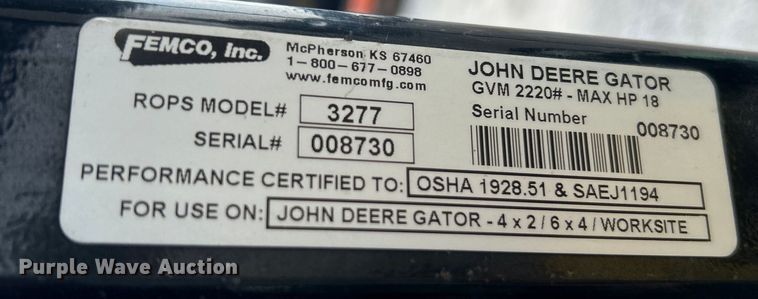 FEMCO, Inc.
McPherson KS 67460
1-800-677-0898
www.femcomfg.com
JOHN DEERE GATOR
GVM 2220# - MAX HP 18
Serial Number
008730
ROPS MODEL# 3277
SERIAL# 008730
PERFORMANCE CERTIFIED TO: OSHA 1928.51 & SAEJ1194
FOR USE ON: JOHN DEERE GATOR - 4 x 2 / 6 x 4 / WORKSITE
Purple Wave Auction